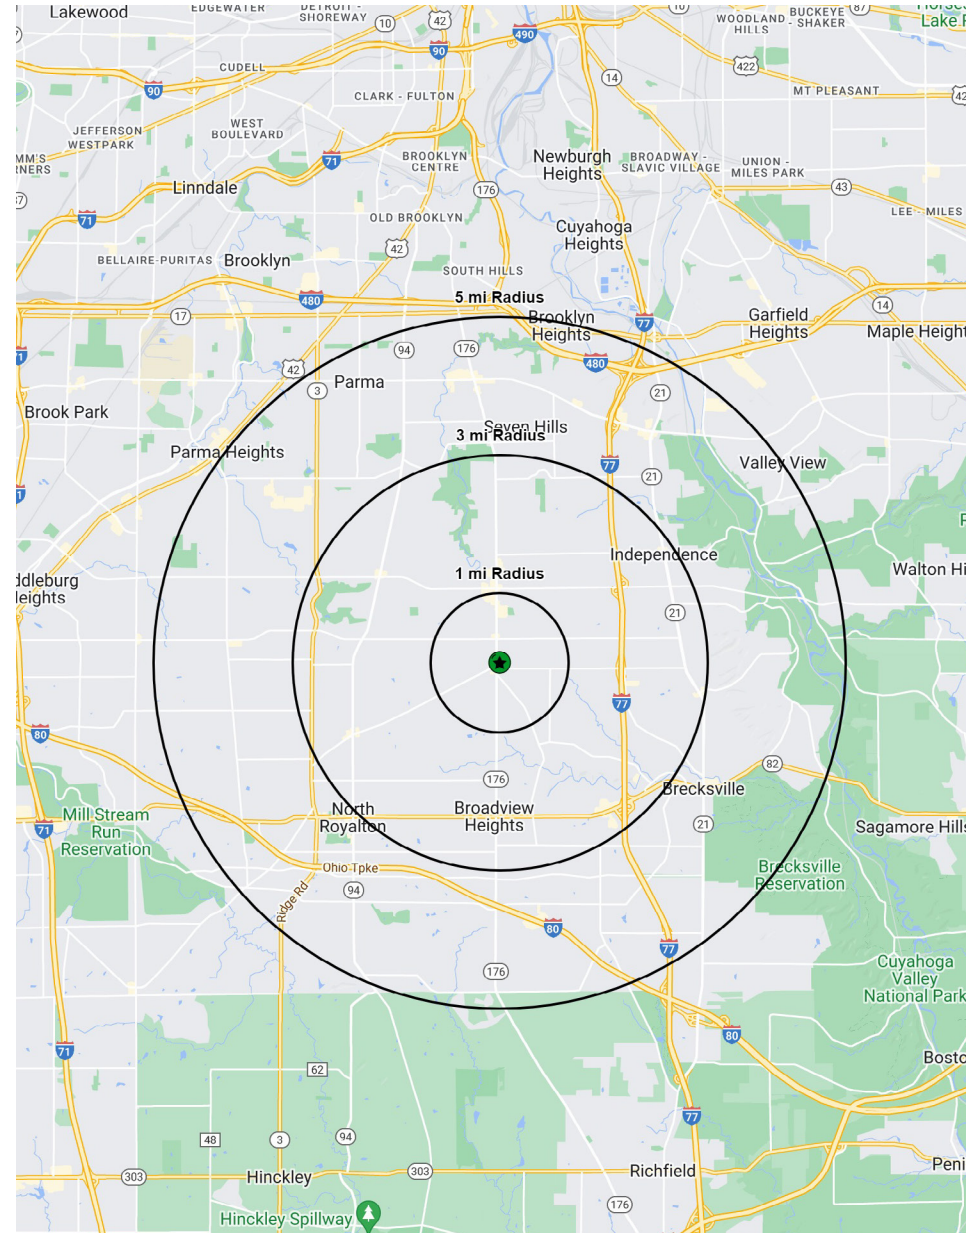 Lakewood
EDGEWATER
DETROIT -
SHOREWAY
10
42
490
10
WOODLAND
HILLS
BUCKEYE
- SHAKER
87
Lake
90
90
CUDELL
14
422
MT PLEASANT
CLARK - FULTON
JEFFERSON
WESTPARK
WEST
BOULEVARD
71
BROOKLYN
CENTRE
Newburgh
Heights
BROADWAY -
SLAVIC VILLAGE
UNION -
MILES PARK
Linndale
176
43
71
OLD BROOKLYN
LEE - MILES
42
Cuyahoga
Heights
BELLAIRE-PURITAS
Brooklyn
SOUTH HILLS
480
5 mi Radius
17
Brooklyn
Heights
77
Garfield
Heights
14
Maple Height
94
176
480
42
3
Parma
21
Brook Park
Seven Hills
3 mi Radius
Parma Heights
77
21
Valley View
Independence
1 mi Radius
Walton Hi
ddleburg
Heights
21
77
80
82
176
Brecksville
Mill Stream
Run
Reservation
71
North
Royalton
Broadview
Heights
21
Sagamore Hills
Ohio Tpke
94
Ridge Rd
Brecksville
Reservation
80
77
176
Cuyahoga
Valley
National Park
80
71
Bosto
62
77
48
3
94
303
Hinckley
303
Richfield
Peni
176
Hinckley Spillway